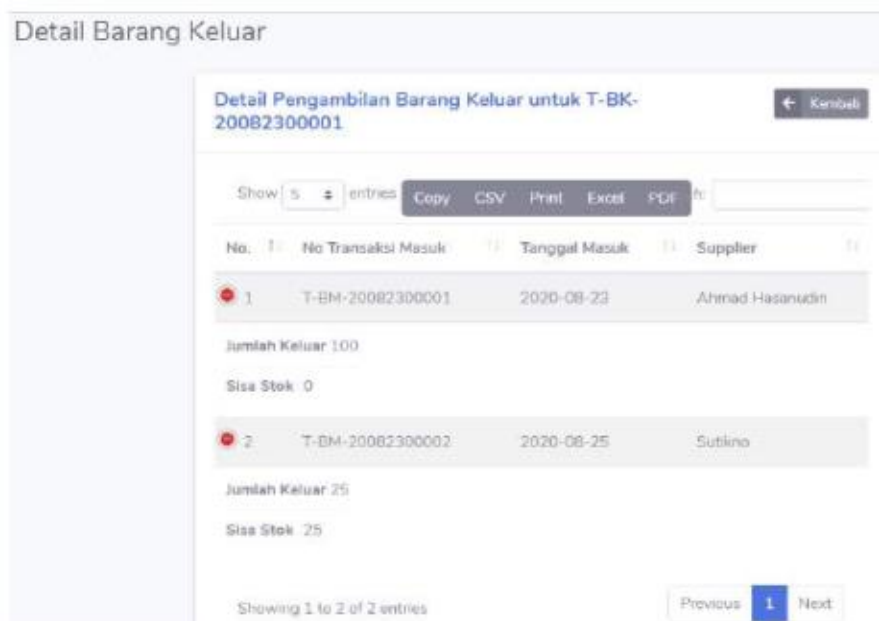 Detail Barang Keluar
Detail Pengambilan Barang Keluar untuk T-BK-
20082300001
Kembali
Show 5 entries Copy CSV Print Excel PDF h:
No. No Transaksi Masuk Tanggal Masuk Supplier
1 T-BM-20082300001 2020-08-23 Ahmad Hasanudin
Jumlah Keluar 100
Sisa Stok 0
2 T-BM-20082300002 2020-08-25 Sutikno
Jumlah Keluar 25
Sisa Stok 25
Showing 1 to 2 of 2 entries
Previous 1 Next